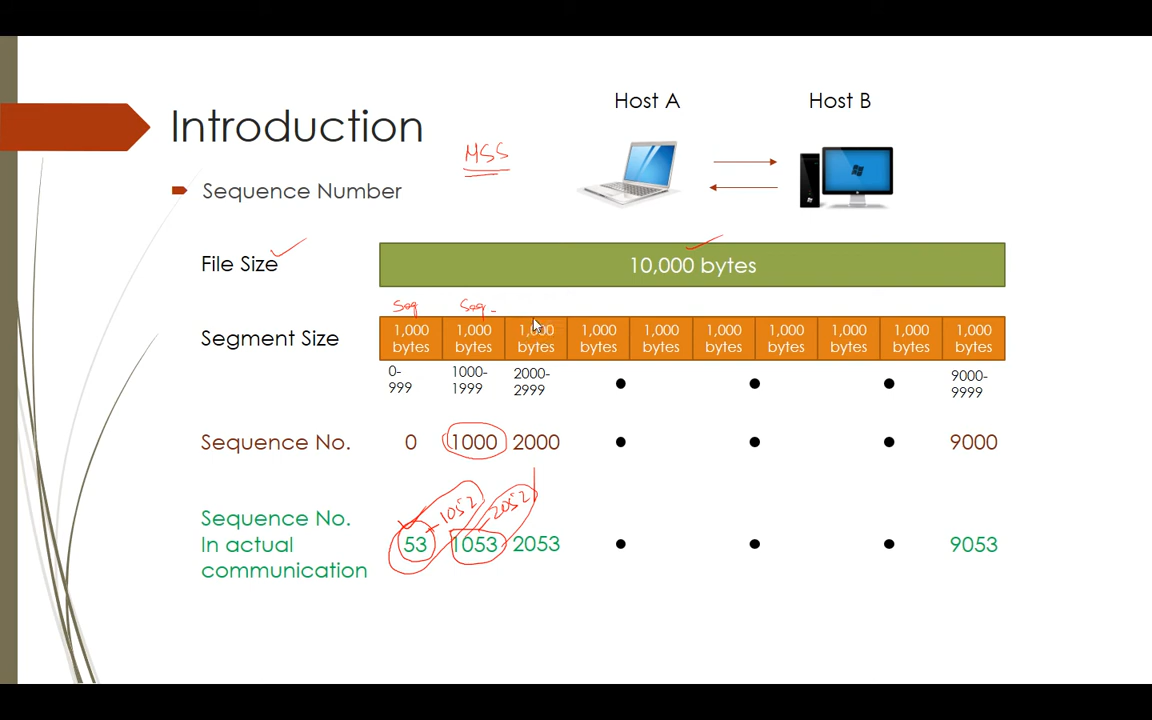 Host A
Host B
Introduction
MSS
Sequence Number
File Size
10,000 bytes
Seq
Seq.
Segment Size
1,000 bytes
1,000 bytes
1,000 bytes
1,000 bytes
1,000 bytes
1,000 bytes
1,000 bytes
1,000 bytes
1,000 bytes
1,000 bytes
0-
999
1000-
1999
2000-
2999
9000-
9999
Sequence No.
0
1000
2000
9000
Sequence No.
In actual
communication
-1052
2052
53
1053
2053
9053